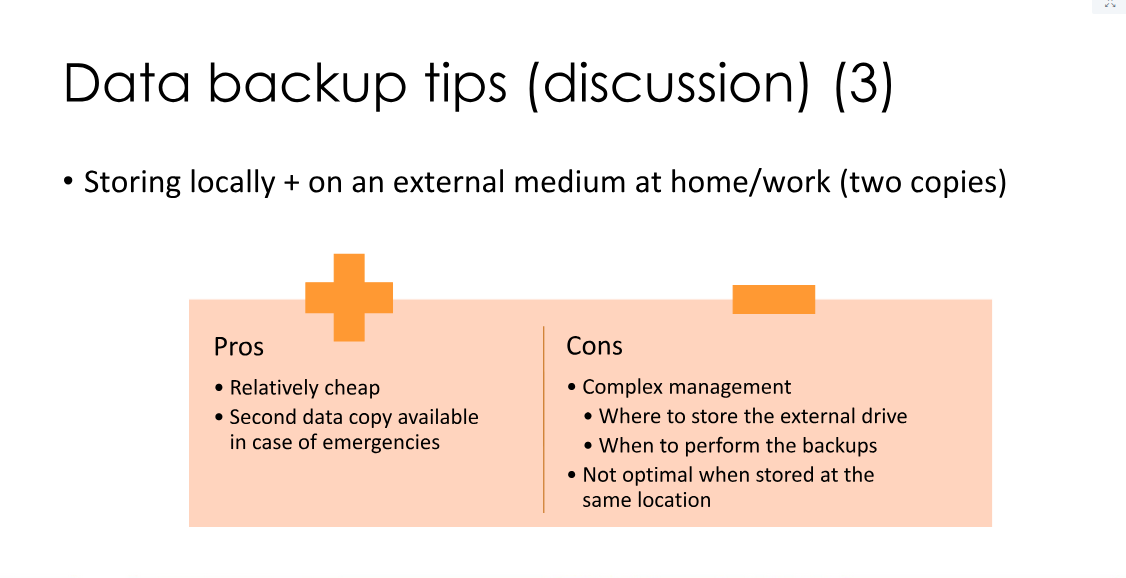 Data backup tips (discussion) (3)
• Storing locally + on an external medium at home/work (two copies)
Pros
• Relatively cheap
• Second data copy available
in case of emergencies
Cons
• Complex management
• Where to store the external drive
• When to perform the backups
• Not optimal when stored at the
same location